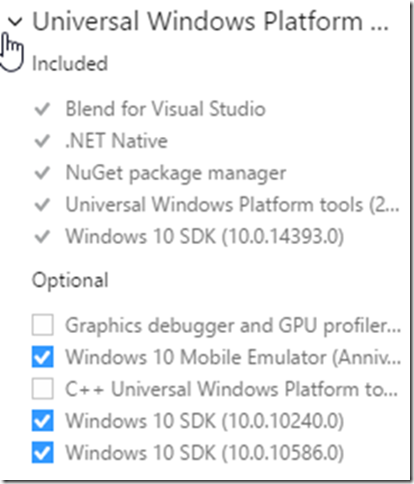 Universal Windows Platform ...
Included
Blend for Visual Studio
.NET Native
NuGet package manager
Universal Windows Platform tools (2...
Windows 10 SDK (10.0.14393.0)
Optional
Graphics debugger and GPU profiler...
Windows 10 Mobile Emulator (Anniv...
C++ Universal Windows Platform to...
Windows 10 SDK (10.0.10240.0)
Windows 10 SDK (10.0.10586.0)